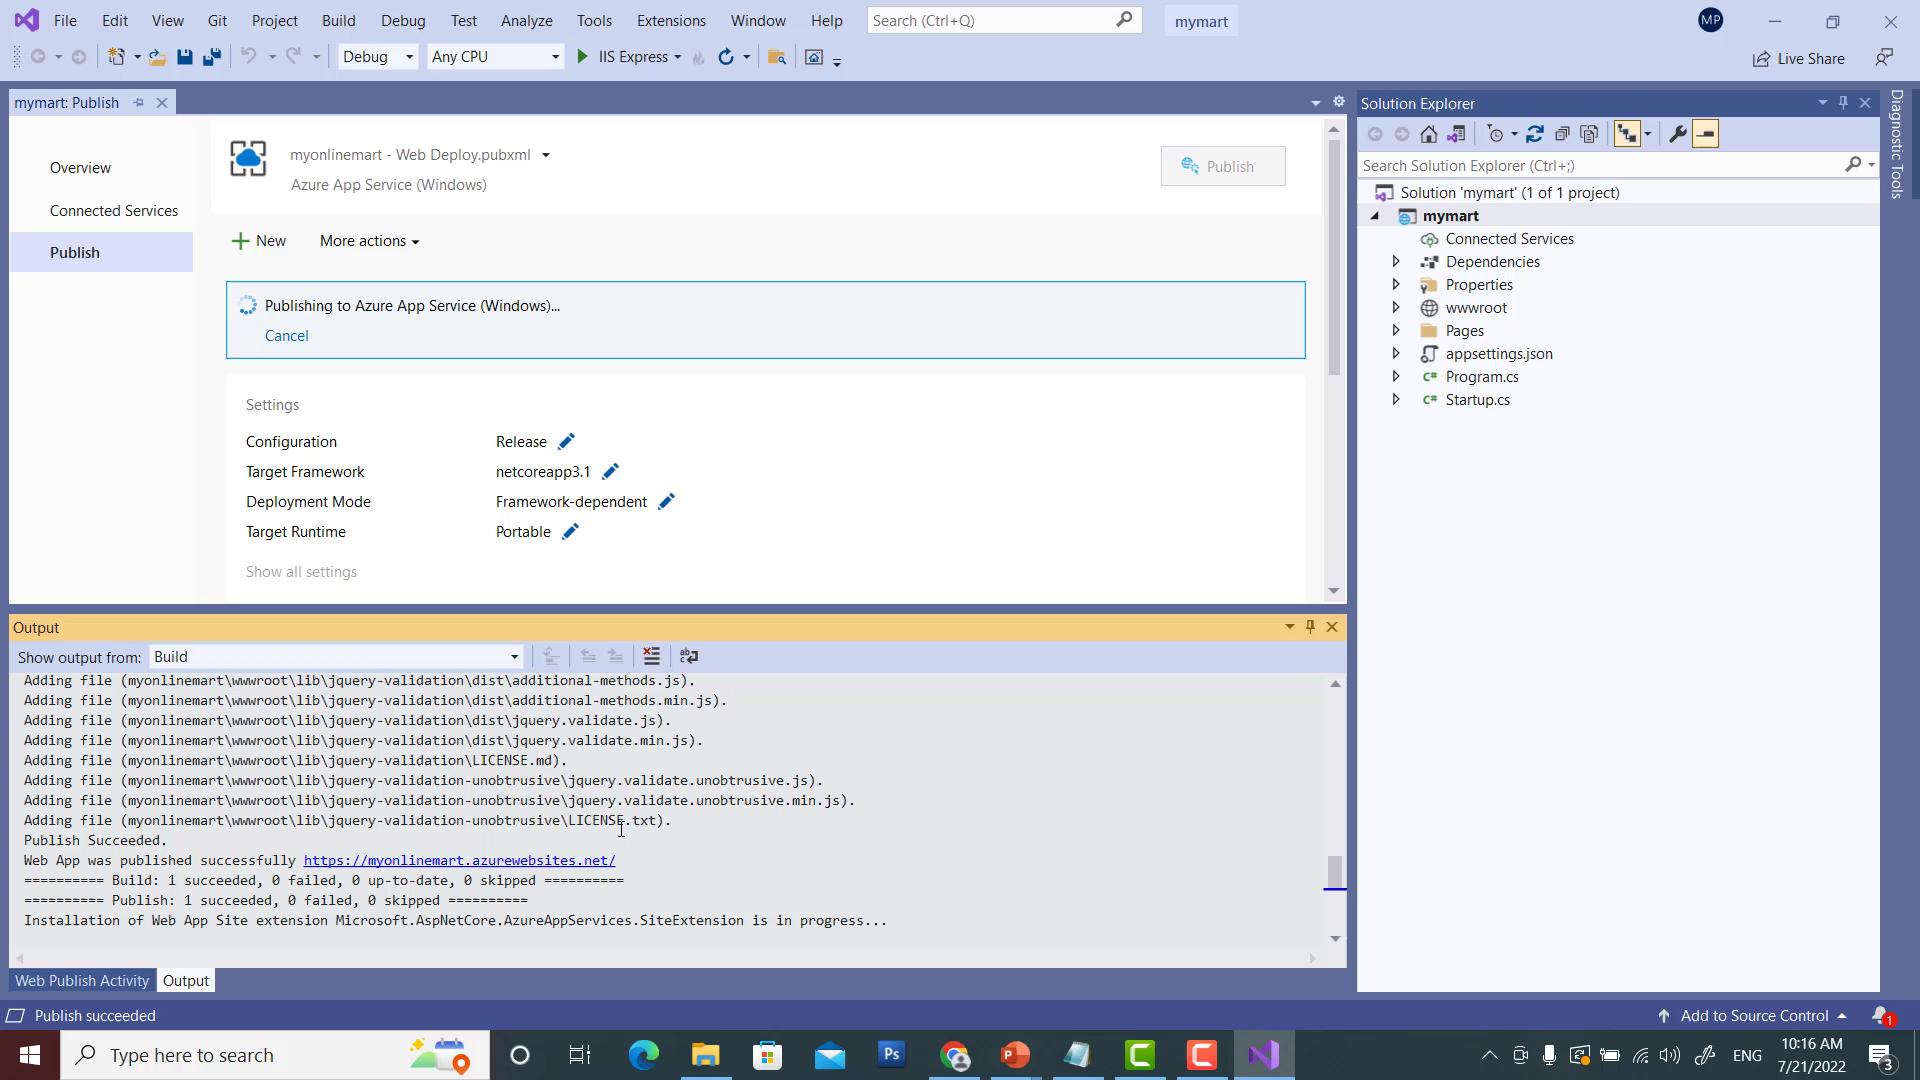 File Edit View Git Project Build Debug Test Analyze Tools Extensions Window Help Search (Ctrl+Q) mymart MP
Debug Any CPU IIS Express Live Share
mymart: Publish
Overview
Connected Services
Publish
myonlinemart - Web Deploy.pubxml
Azure App Service (Windows)
Publish
New More actions
Publishing to Azure App Service (Windows)...
Cancel
Settings
Configuration Release
Target Framework netcoreapp3.1
Deployment Mode Framework-dependent
Target Runtime Portable
Show all settings
Solution Explorer
Search Solution Explorer (Ctrl+;)
Solution 'mymart' (1 of 1 project)
mymart
Connected Services
Dependencies
Properties
wwwroot
Pages
appsettings.json
C# Program.cs
C# Startup.cs
Diagnostic Tools
Output
Show output from: Build
Adding file (myonlinemart\wwwroot\lib\jquery-validation\dist\additional-methods.js).
Adding file (myonlinemart\wwwroot\lib\jquery-validation\dist\additional-methods.min.js).
Adding file (myonlinemart\wwwroot\lib\jquery-validation\dist\jquery.validate.js).
Adding file (myonlinemart\wwwroot\lib\jquery-validation\dist\jquery.validate.min.js).
Adding file (myonlinemart\wwwroot\lib\jquery-validation\LICENSE.md).
Adding file (myonlinemart\wwwroot\lib\jquery-validation-unobtrusive\jquery.validate.unobtrusive.js).
Adding file (myonlinemart\wwwroot\lib\jquery-validation-unobtrusive\jquery.validate.unobtrusive.min.js).
Adding file (myonlinemart\wwwroot\lib\jquery-validation-unobtrusive\LICENSE.txt).
Publish Succeeded.
Web App was published successfully https://myonlinemart.azurewebsites.net/
========== Build: 1 succeeded, 0 failed, 0 up-to-date, 0 skipped ==========
========== Publish: 1 succeeded, 0 failed, 0 skipped ==========
Installation of Web App Site extension Microsoft.AspNetCore.AzureAppServices.SiteExtension is in progress...
Web Publish Activity Output
Publish succeeded Add to Source Control 1
Type here to search Ps P C C ENG 10:16 AM
7/21/2022 3